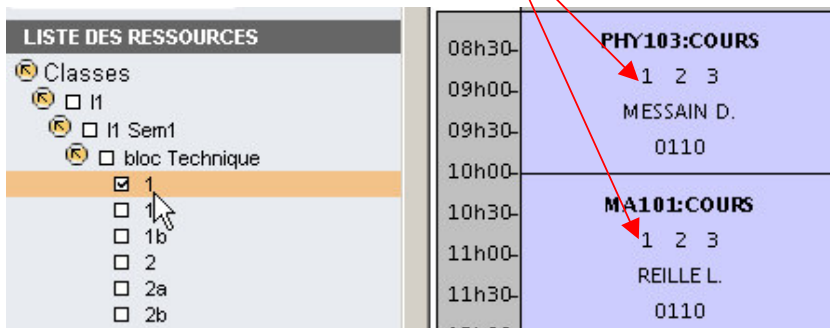 LISTE DES RESSOURCES
Classes
l1
l1 Sem1
bloc Technique
1
1b
2
2a
2b
08h30
09h00
09h30
10h00
10h30
11h00
11h30
PHY103:COURS
1 2 3
MESSAIN D.
0110
MA101:COURS
1 2 3
REILLE L.
0110